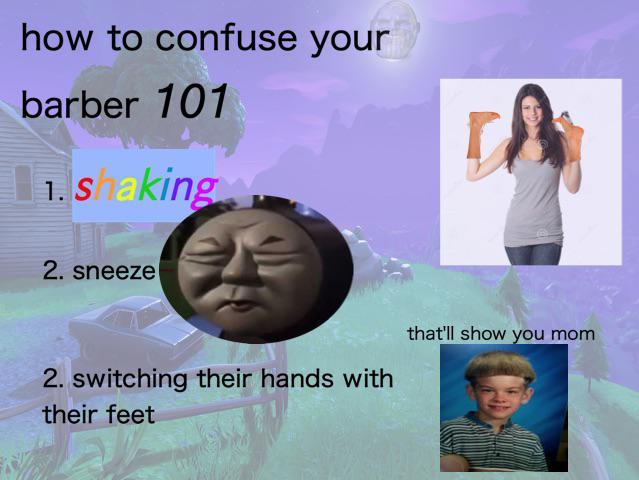 how to confuse your
barber 101
1. shaking
2. sneeze
that'll show you mom
2. switching their hands with
their feet